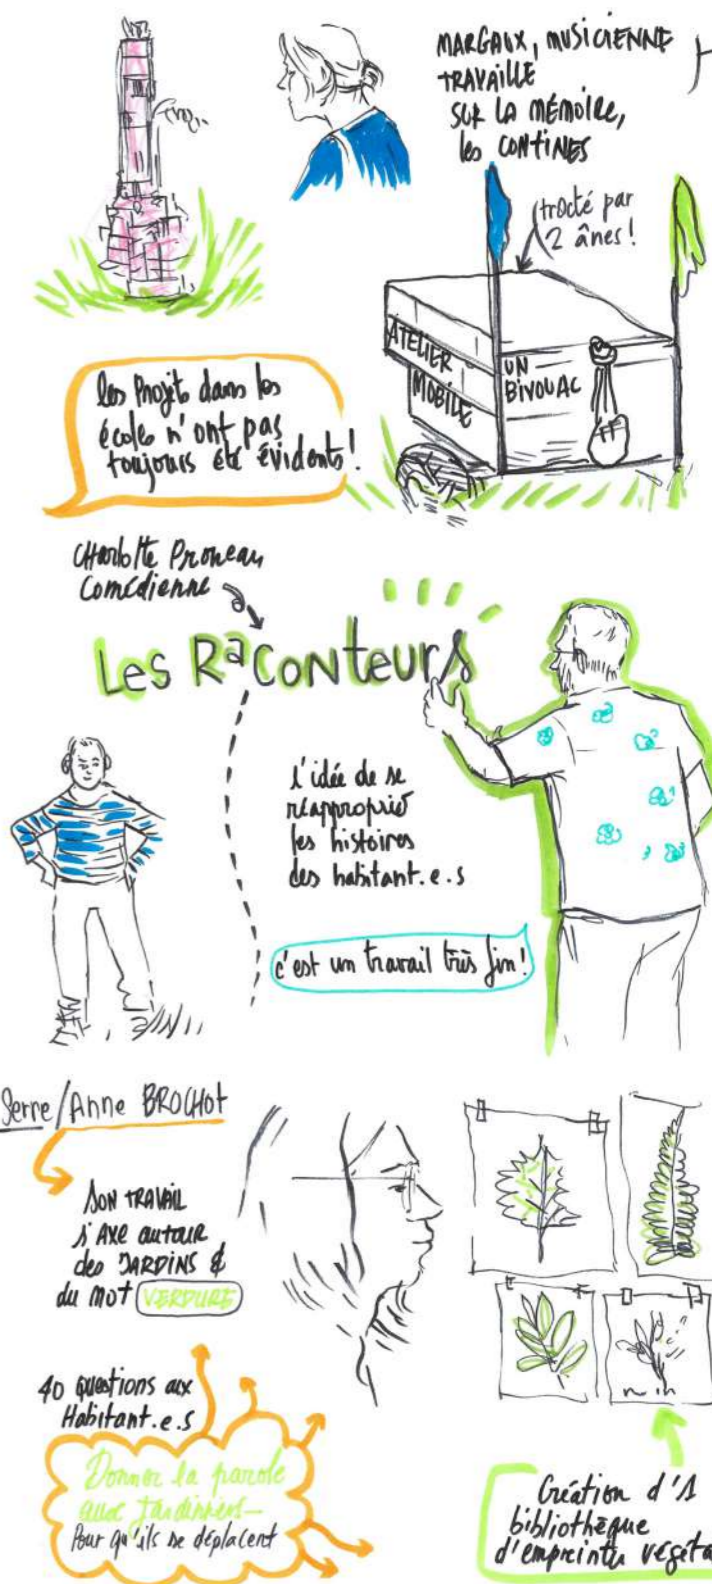 MARGAUX, MUSICIENNE
TRAVAILLE
SUR LA MÉMOIRE,
les CONTINES
tracté par
2 ânes !
ATELIER
MOBILE
UN
BIVOUAC
les Projets dans les
écoles n'ont pas
toujours été évidents !
CHARLOTTE Proneau
Comédienne
Les Raconteurs
l'idée de se
réapproprier
les histoires
des habitant.e.s
c'est un travail très fin !
Serre/Anne BROCHOT
SON TRAVAIL
s'AXE autour
des JARDINS &
du MOT VERDURE
40 questions aux
Habitant.e.s
Donner la parole
aux Jardiniers—
Pour qu'ils se déplacent
Création d'1
bibliothèque
d'empreintes végéta